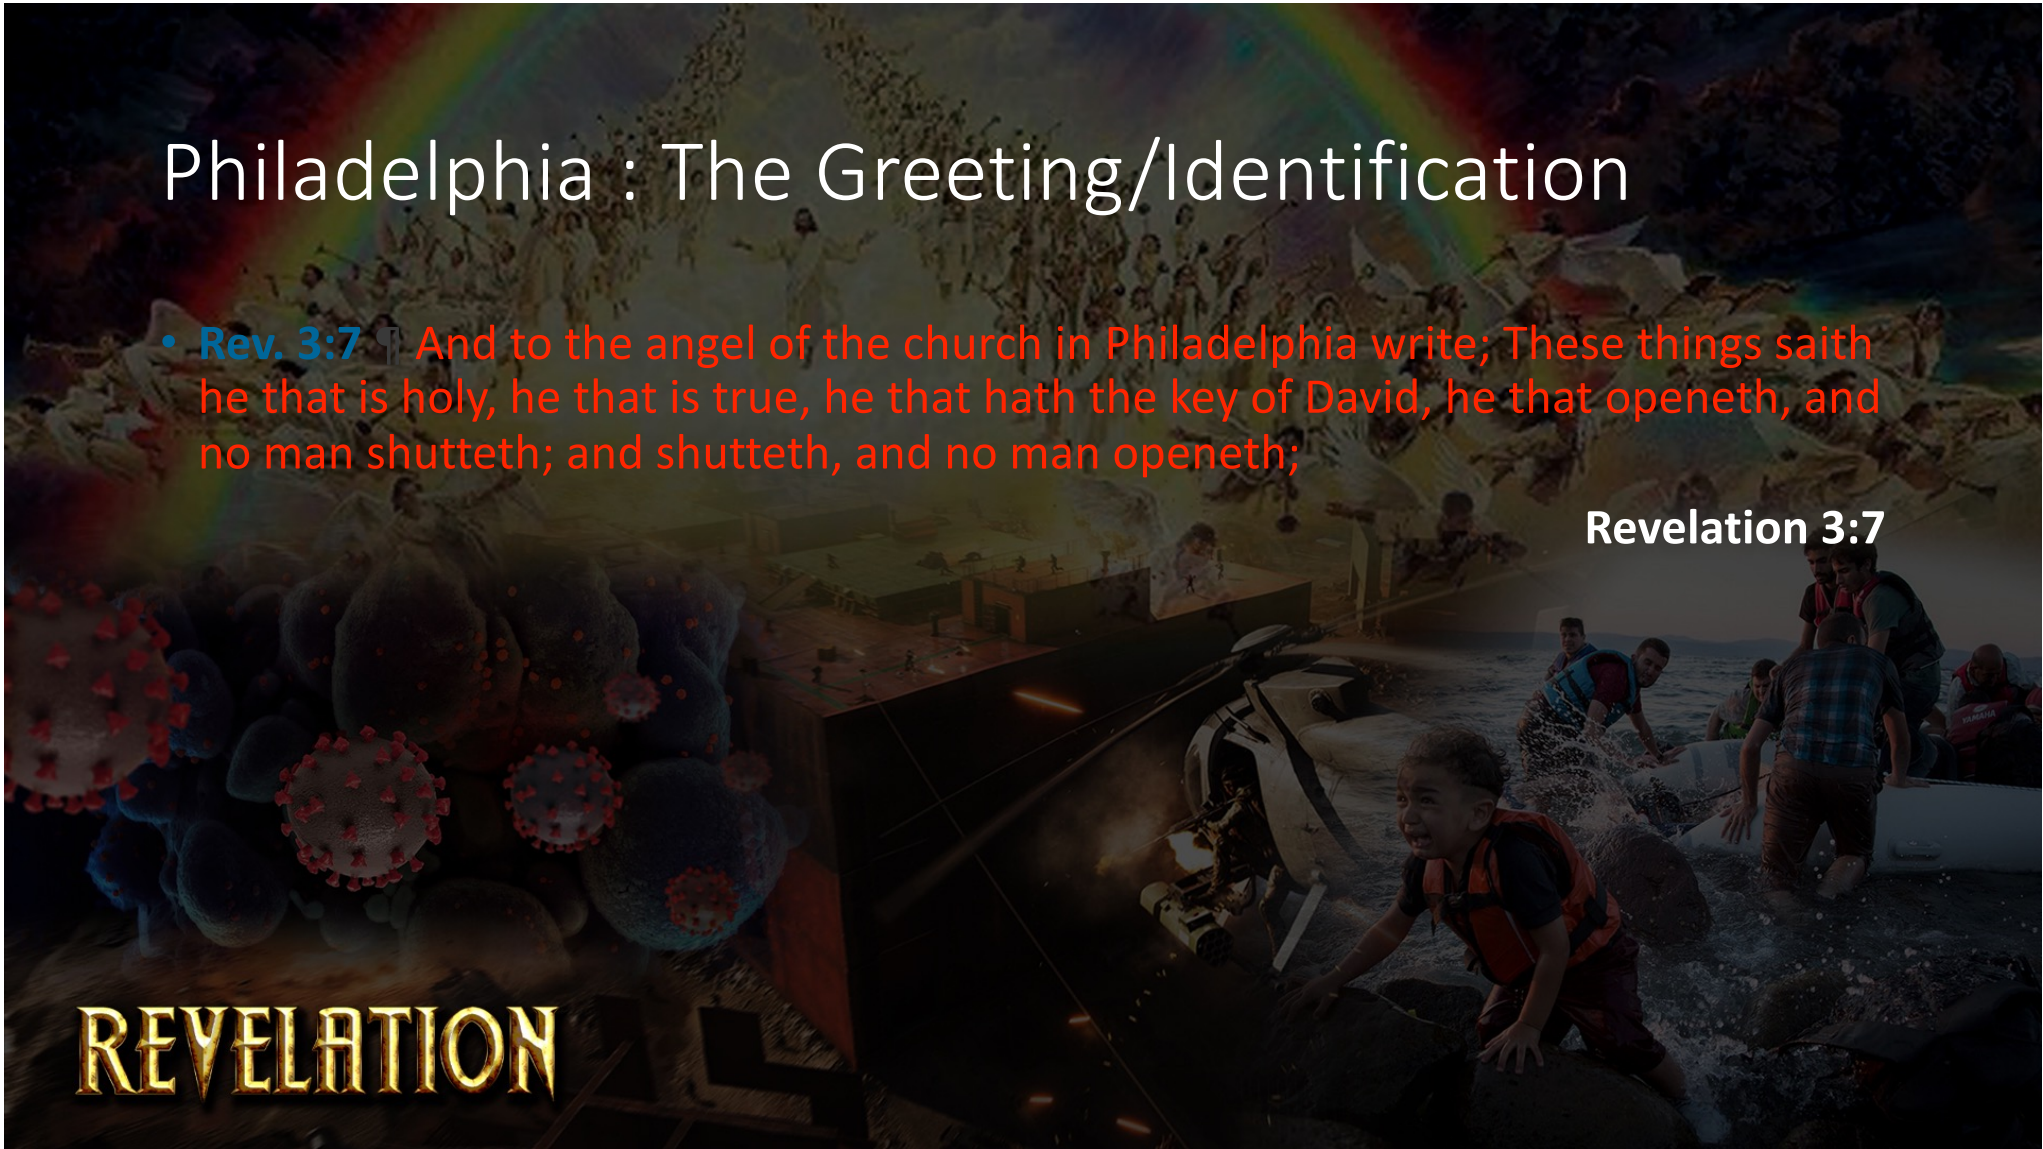 Philadelphia : The Greeting/Identification
• Rev. 3:7 ¶ And to the angel of the church in Philadelphia write; These things saith
he that is holy, he that is true, he that hath the key of David, he that openeth, and
no man shutteth; and shutteth, and no man openeth;
Revelation 3:7
YAMAHA
REVELATION